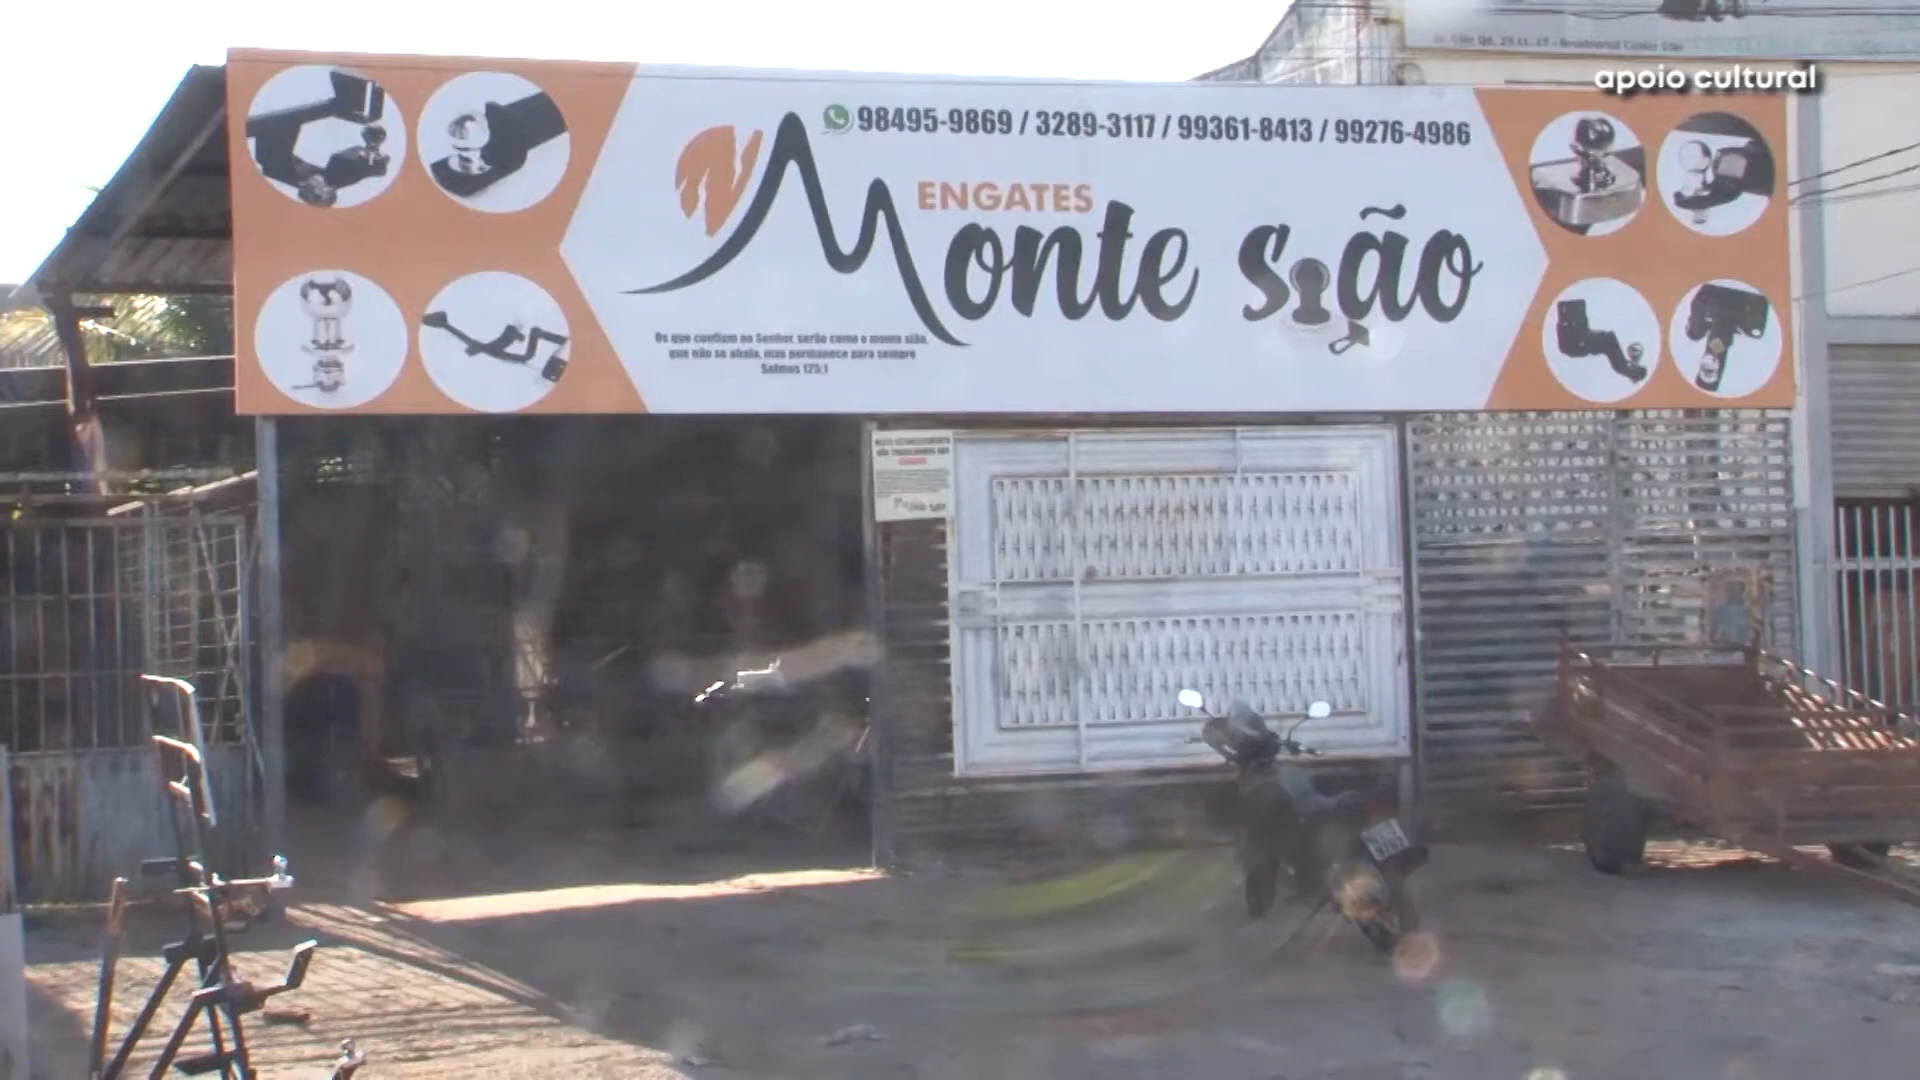 apoio cultural
98495-9869 / 3289-3117 / 99361-8413 / 99276-4986
ENGATES
Monte sião
Os que confiam no Senhor serão como o monte sião,
que não se abala, mas permanece para sempre
Salmos 125:1